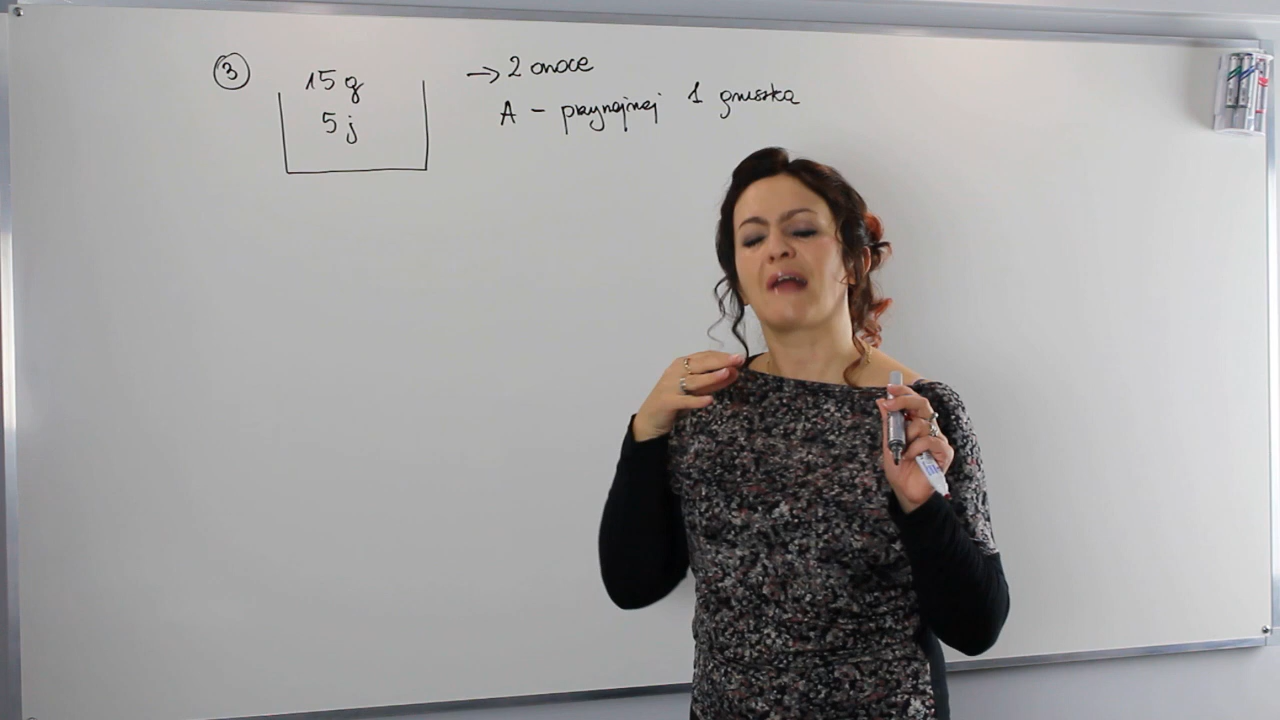 3
15 g
5 j
→ 2 owoce
A - przynajmniej 1 gruszka